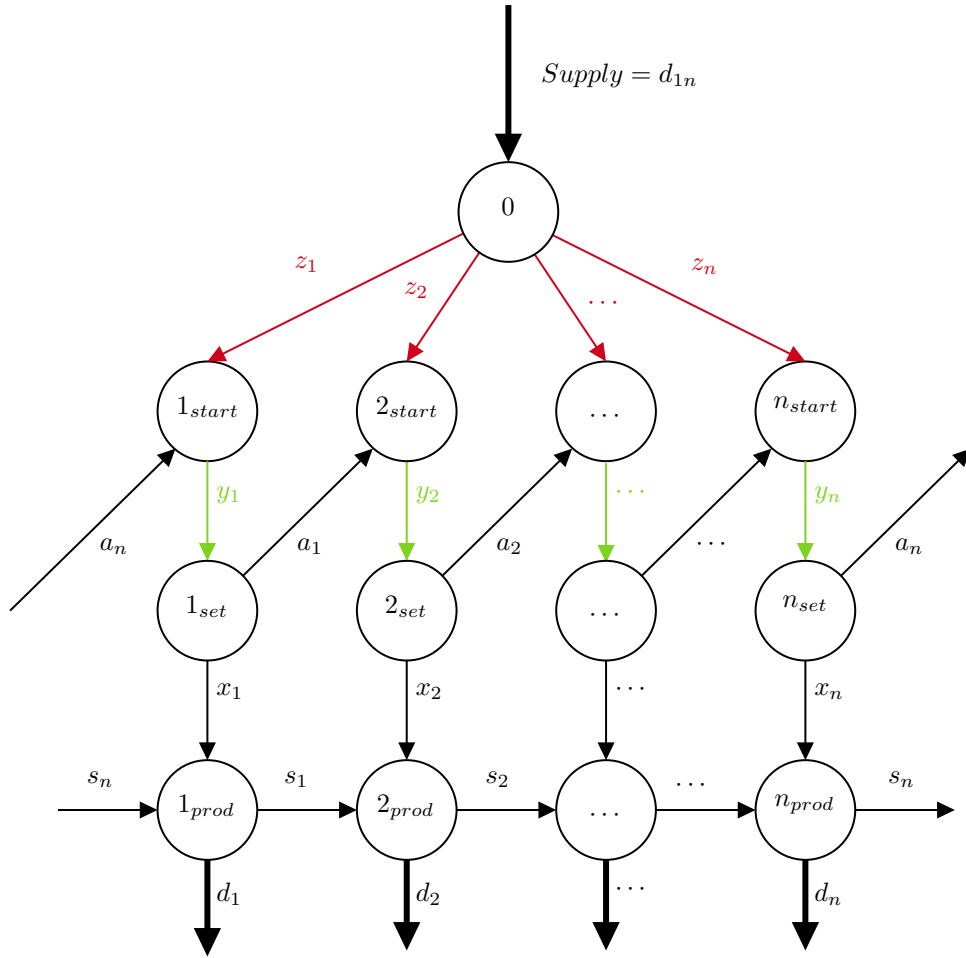 Supply = d_{1n}
0
z_1
z_2
...
z_n
1_{start}
2_{start}
...
n_{start}
y_1
y_2
...
y_n
a_n
a_1
a_2
...
a_n
1_{set}
2_{set}
...
n_{set}
x_1
x_2
...
x_n
s_n
s_1
s_2
...
s_n
1_{prod}
2_{prod}
...
n_{prod}
d_1
d_2
...
d_n